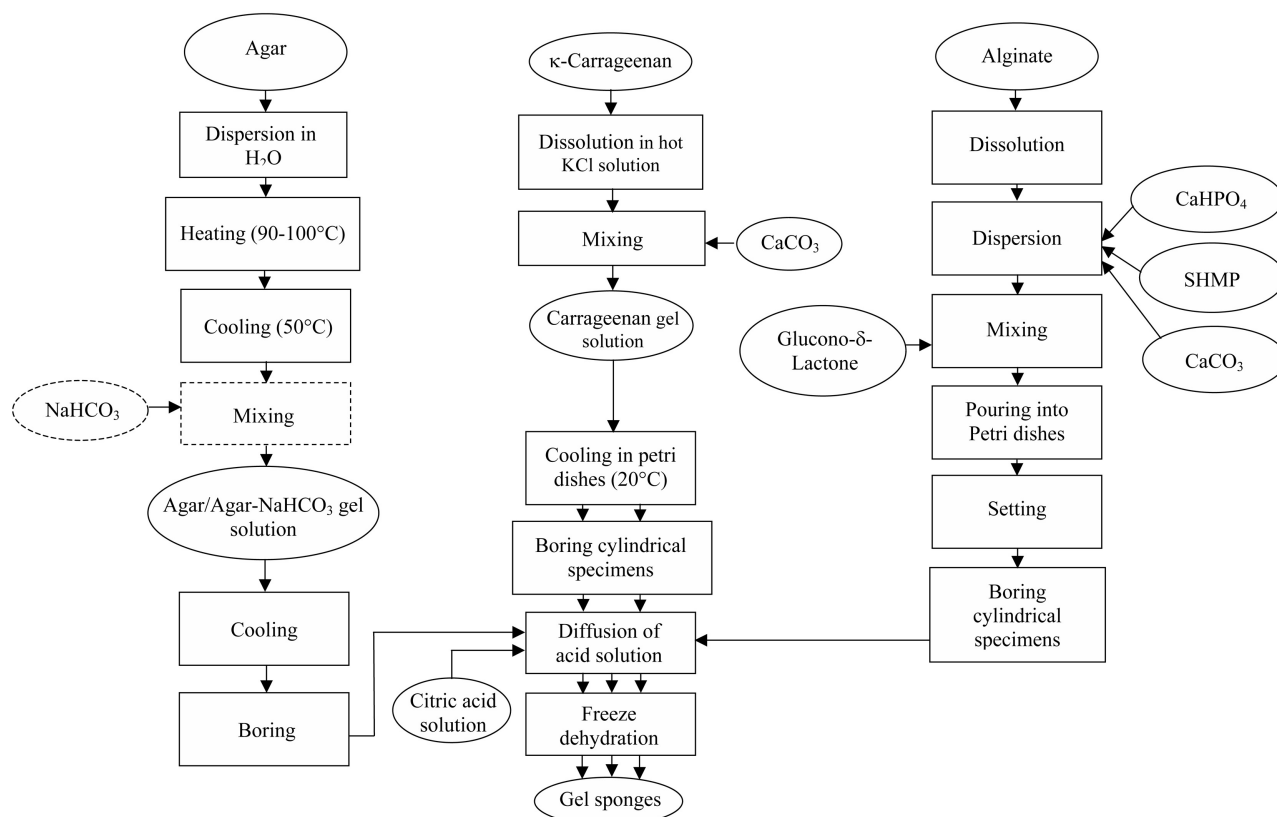 Agar
Dispersion in
H₂O
Heating (90-100°C)
Cooling (50°C)
NaHCO₃
Mixing
Agar/Agar-NaHCO₃ gel
solution
Cooling
Boring
κ-Carrageenan
Dissolution in hot
KCl solution
Mixing
CaCO₃
Carrageenan gel
solution
Cooling in petri
dishes (20°C)
Boring cylindrical
specimens
Diffusion of
acid solution
Citric acid
solution
Freeze
dehydration
Gel sponges
Alginate
Dissolution
Dispersion
CaHPO₄
SHMP
CaCO₃
Mixing
Glucono-δ-
Lactone
Pouring into
Petri dishes
Setting
Boring
cylindrical
specimens